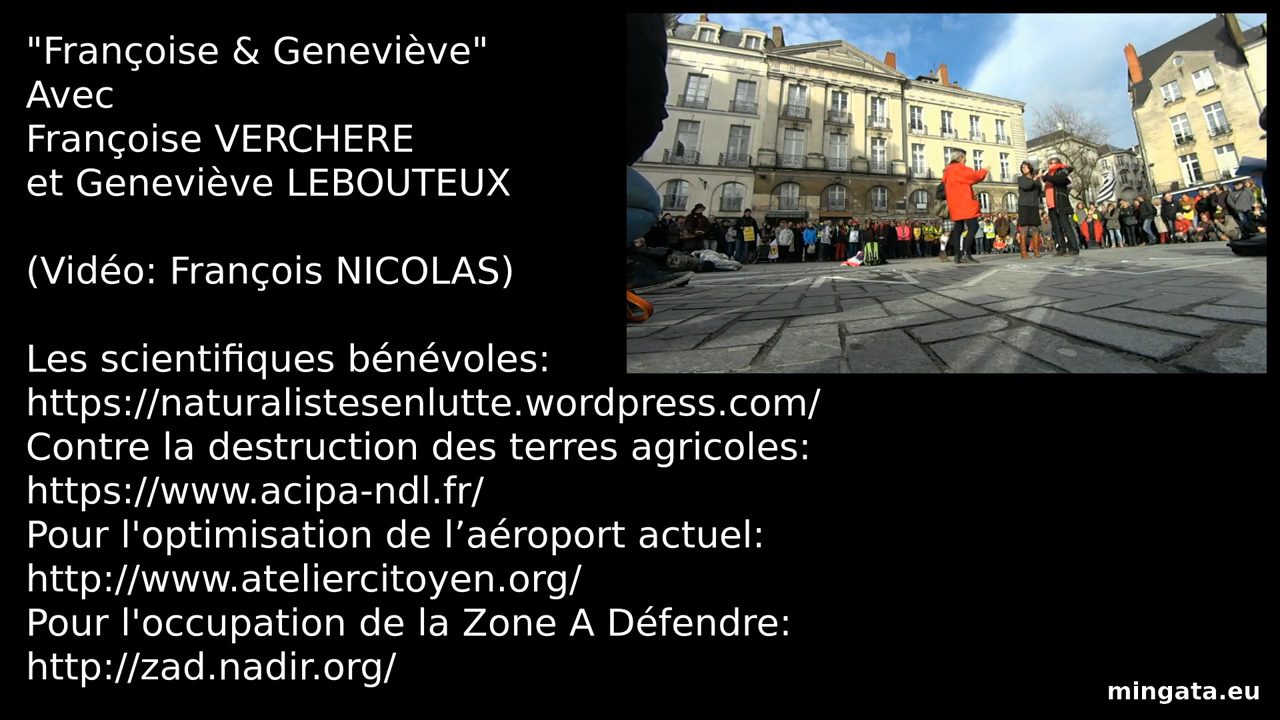 "Françoise & Geneviève"
Avec
Françoise VERCHERE
et Geneviève LEBOUTEUX
(Vidéo: François NICOLAS)
Les scientifiques bénévoles:
https://naturalistesenlutte.wordpress.com/
Contre la destruction des terres agricoles:
https://www.acipa-ndl.fr/
Pour l'optimisation de l’aéroport actuel:
http://www.ateliercitoyen.org/
Pour l'occupation de la Zone A Défendre:
http://zad.nadir.org/
mingata.eu